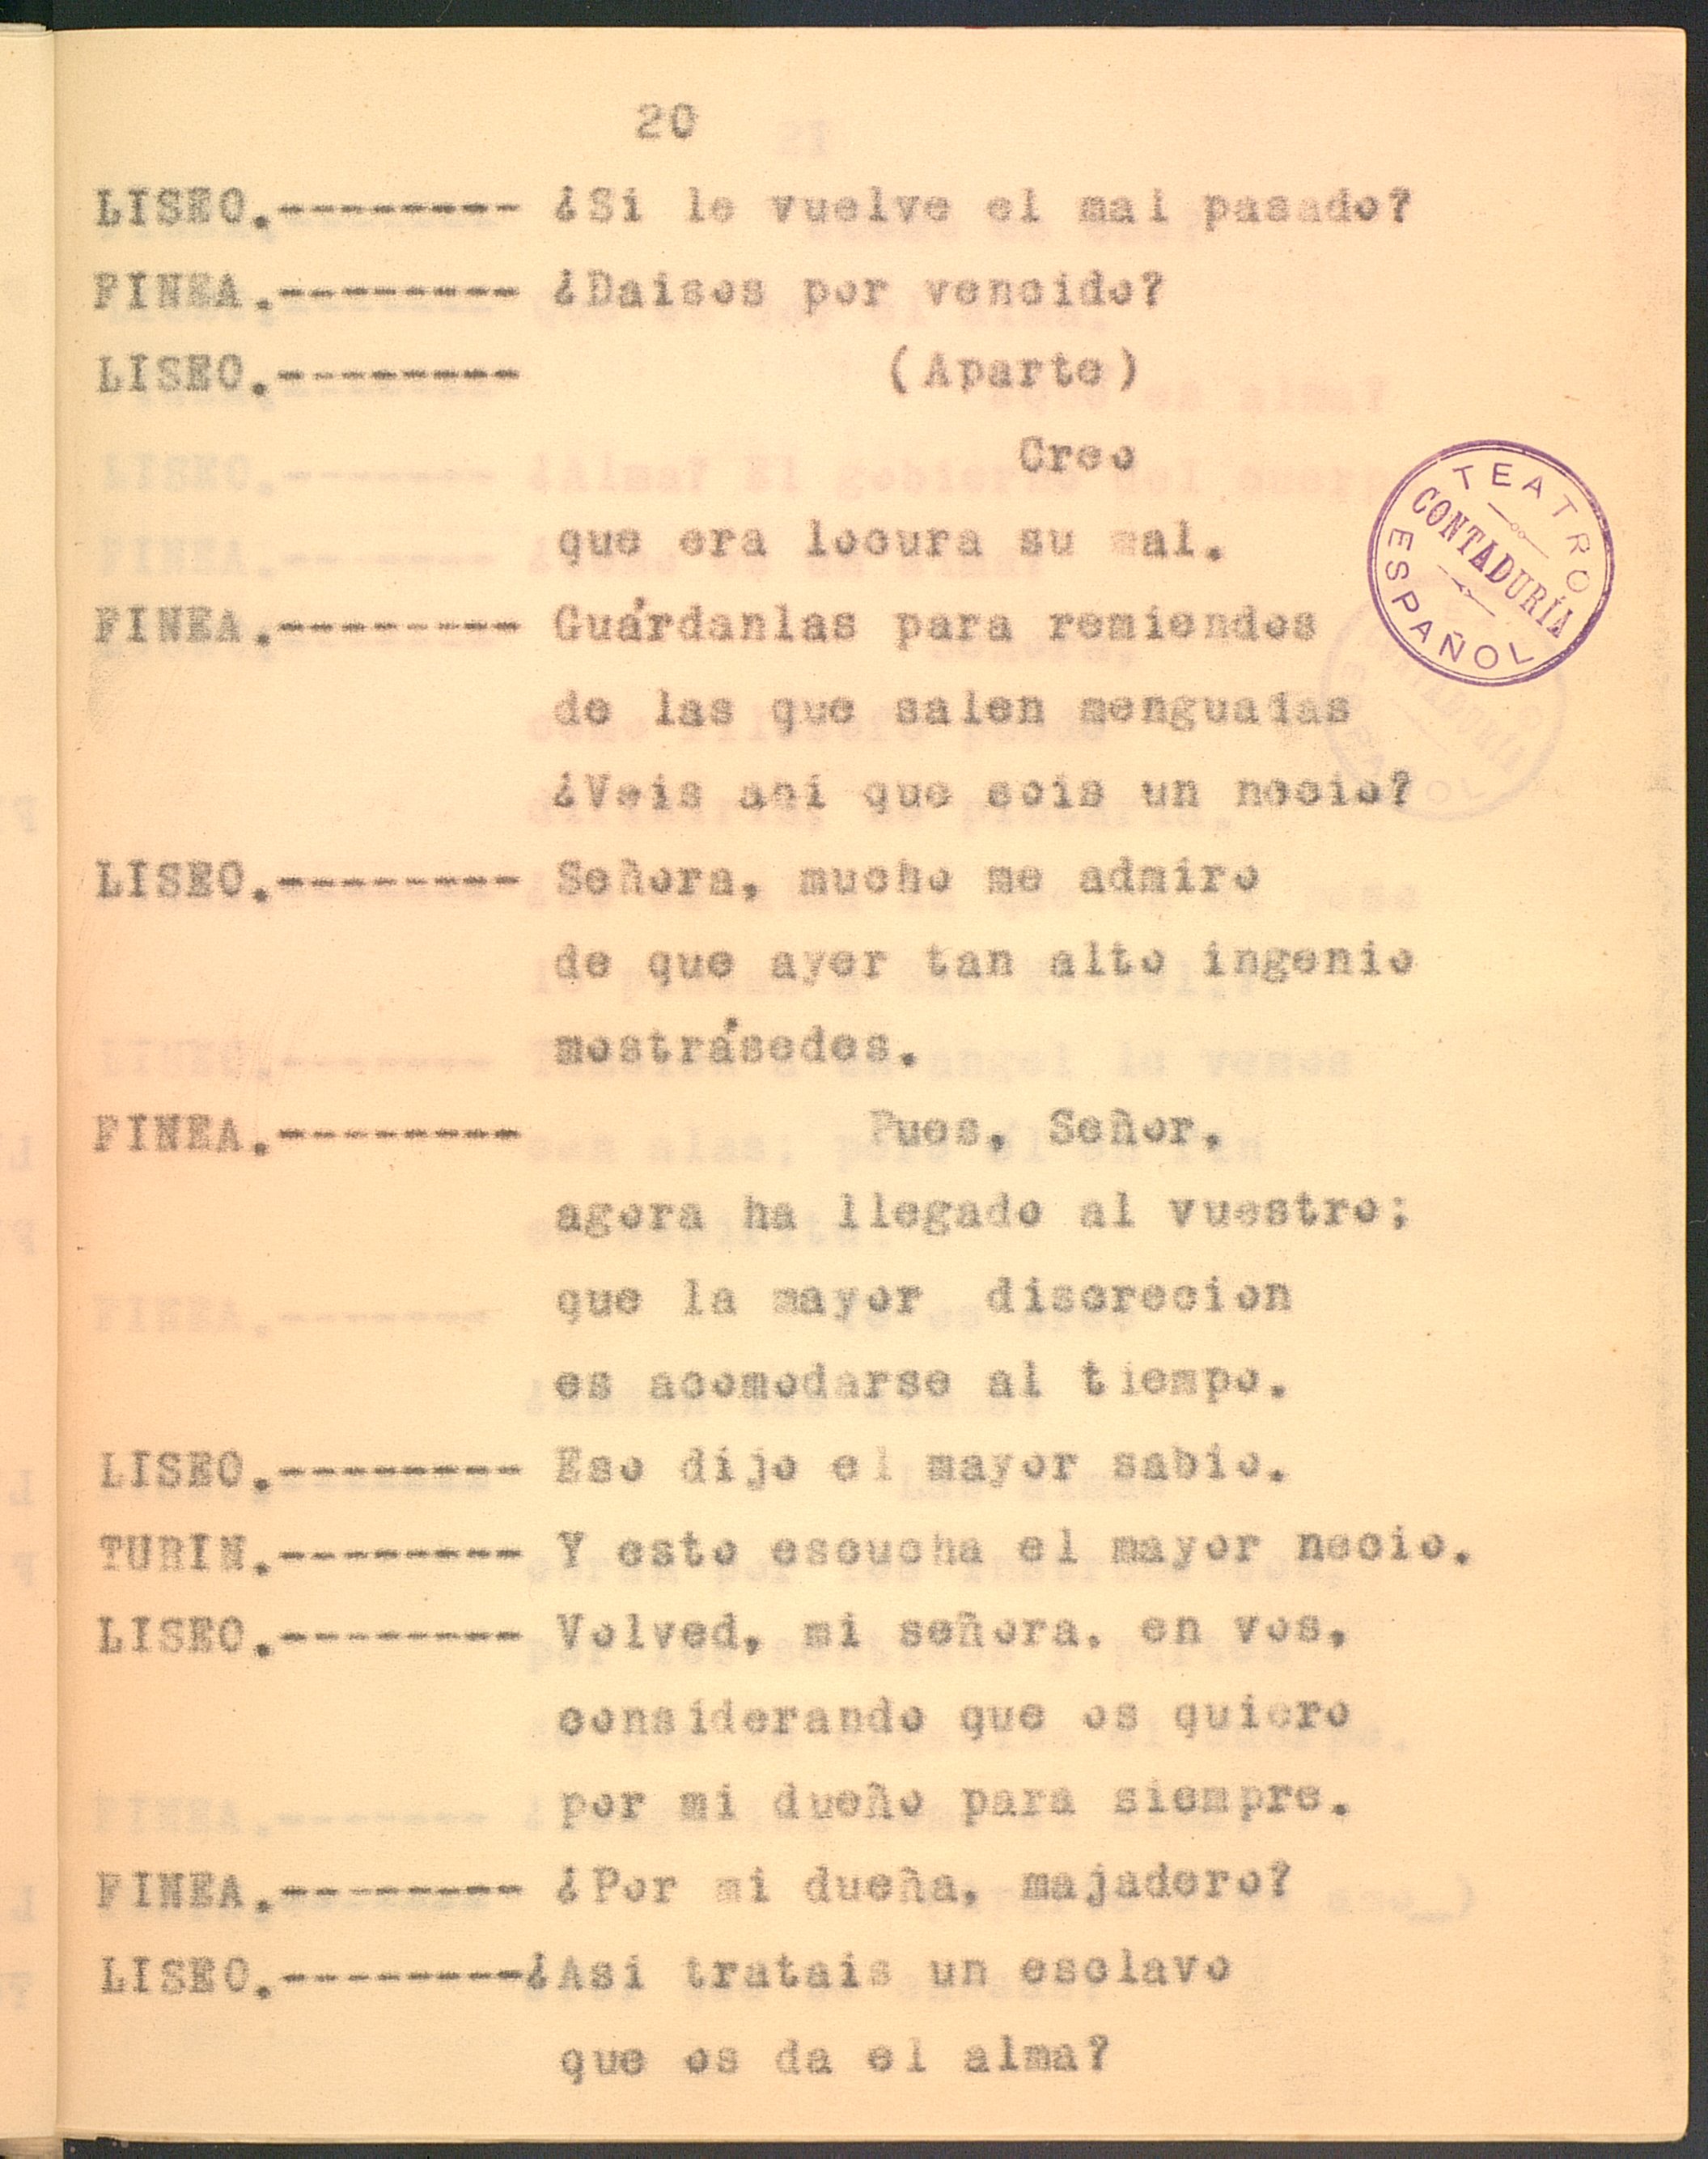 20
LISEO.-------- ¿Si le vuelve el mal pasado?
FINEA.-------- ¿Daisos por vencido?
LISEO.-------- (Aparte)
Creo
que era locura su mal.
FINEA.-------- Guárdanlas para remiendos
de las que salen menguadas
¿Veis ahí que sois un necio?
LISEO.-------- Señora, mucho me admiro
de que ayer tan alto ingenio
mostrásedes.
FINEA.-------- Pues, Señor,
agora ha llegado al vuestro;
que la mayor discrecion
es acomodarse al tiempo.
LISEO.-------- Eso dijo el mayor sabio.
TURIN.-------- Y esto escucha el mayor necio.
LISEO.-------- Volved, mi señora, en vos,
considerando que os quiero
por mi dueño para siempre.
FINEA.-------- ¿Por mi dueña, majadero?
LISEO.--------¿Asi tratais un esclavo
que os da el alma?
TEATRO ESPAÑOL
CONTADURÍA